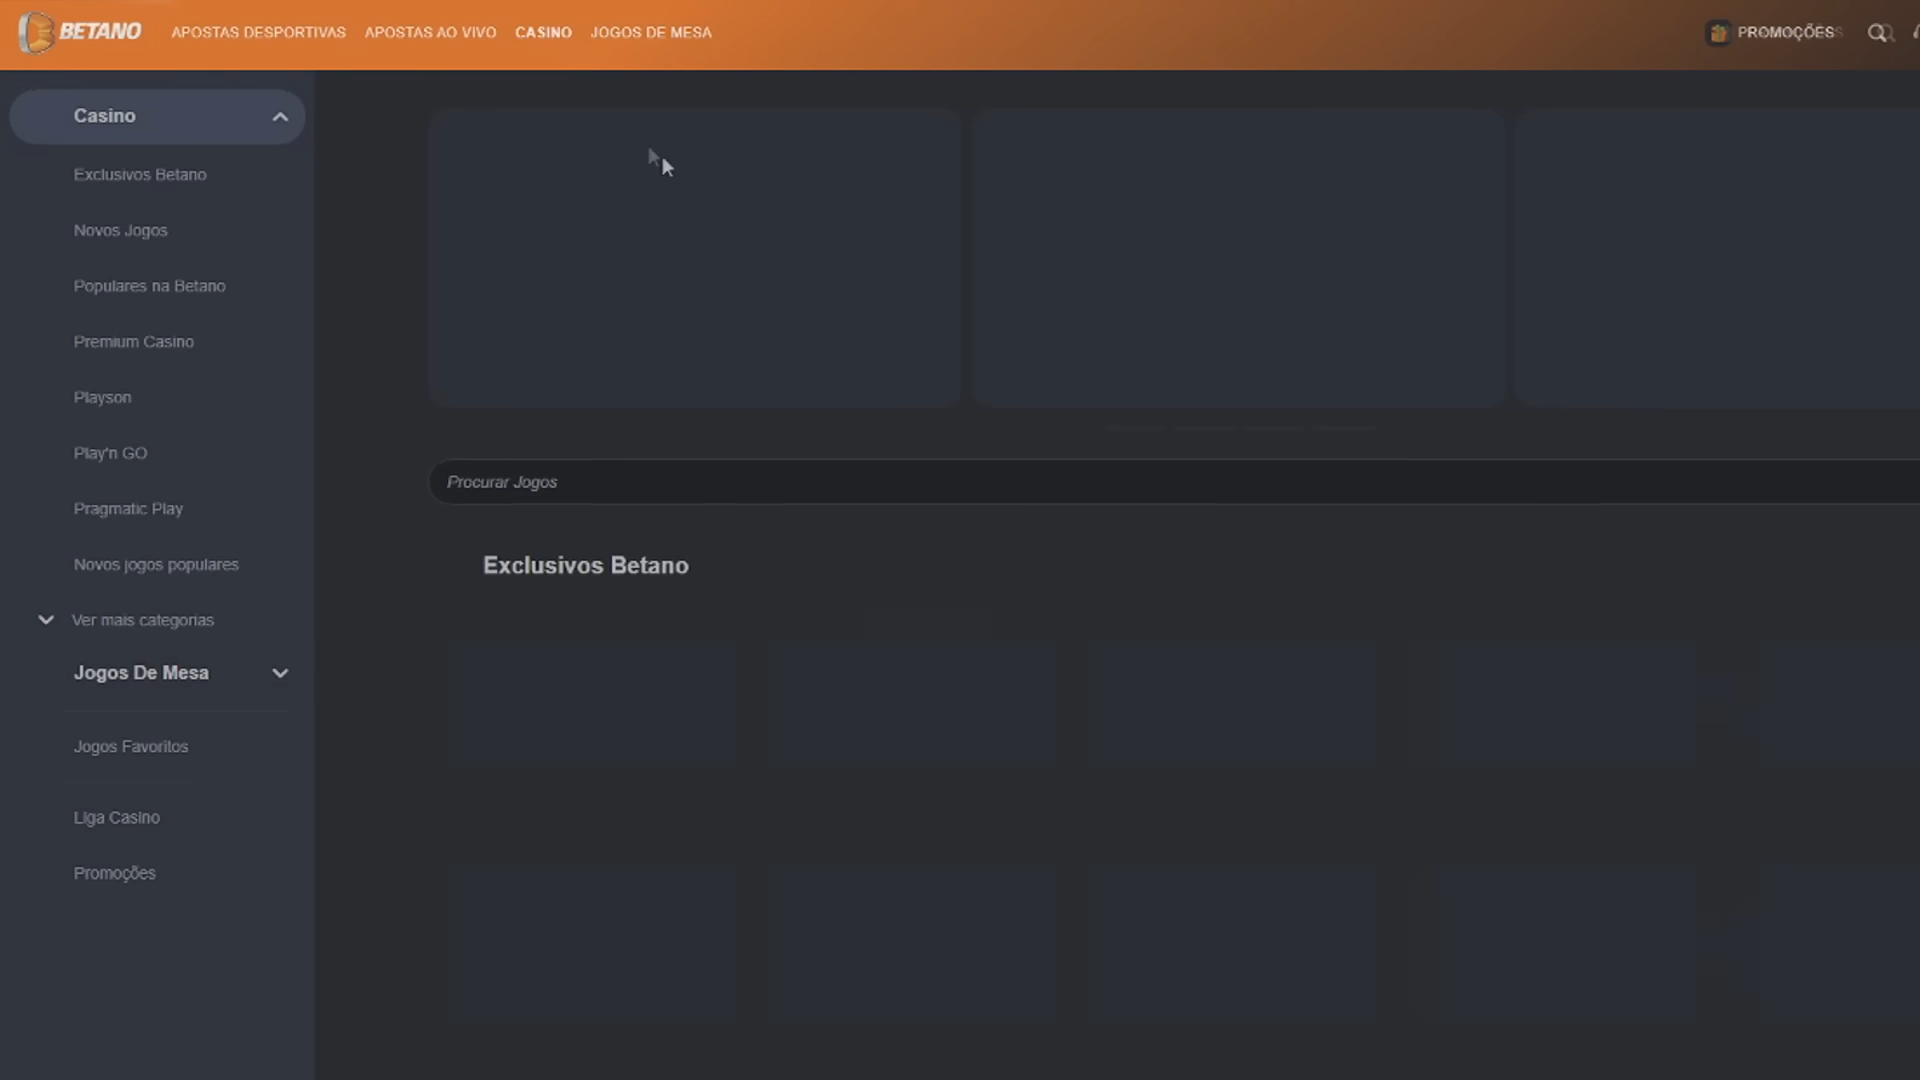 BETANO
APOSTAS DESPORTIVAS
APOSTAS AO VIVO
CASINO
JOGOS DE MESA
PROMOÇÕES
Casino
Exclusivos Betano
Novos Jogos
Populares na Betano
Premium Casino
Playson
Play'n GO
Pragmatic Play
Novos jogos populares
Ver mais categorias
Jogos De Mesa
Jogos Favoritos
Liga Casino
Promoções
Procurar Jogos
Exclusivos Betano